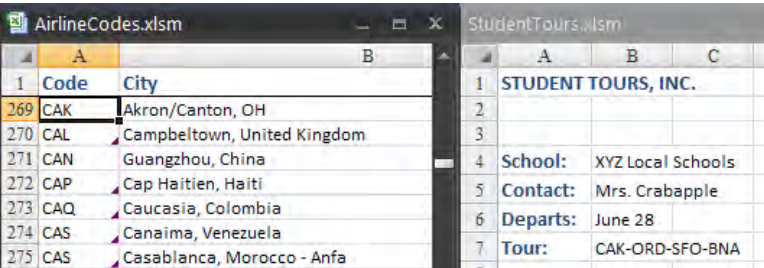 AirlineCodes.xlsm
A B
1 Code City
269 CAK Akron/Canton, OH
270 CAL Campbeltown, United Kingdom
271 CAN Guangzhou, China
272 CAP Cap Haitien, Haiti
273 CAQ Caucasia, Colombia
274 CAS Canaima, Venezuela
275 CAS Casablanca, Morocco - Anfa
StudentTours.xlsm
A B C
1 STUDENT TOURS, INC.
2
3
4 School: XYZ Local Schools
5 Contact: Mrs. Crabapple
6 Departs: June 28
7 Tour: CAK-ORD-SFO-BNA